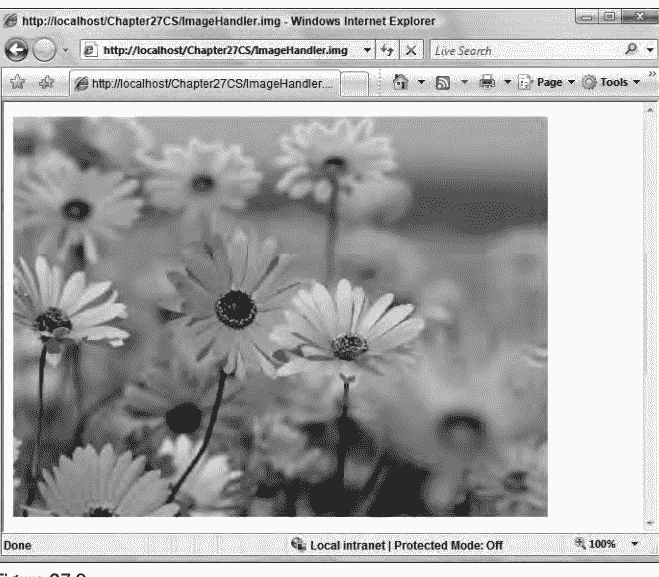 http://localhost/Chapter27CS/ImageHandler.img - Windows Internet Explorer
http://localhost/Chapter27CS/ImageHandler.img
Live Search
http://localhost/Chapter27CS/ImageHandler....
Page
Tools
Done
Local intranet | Protected Mode: Off
100%